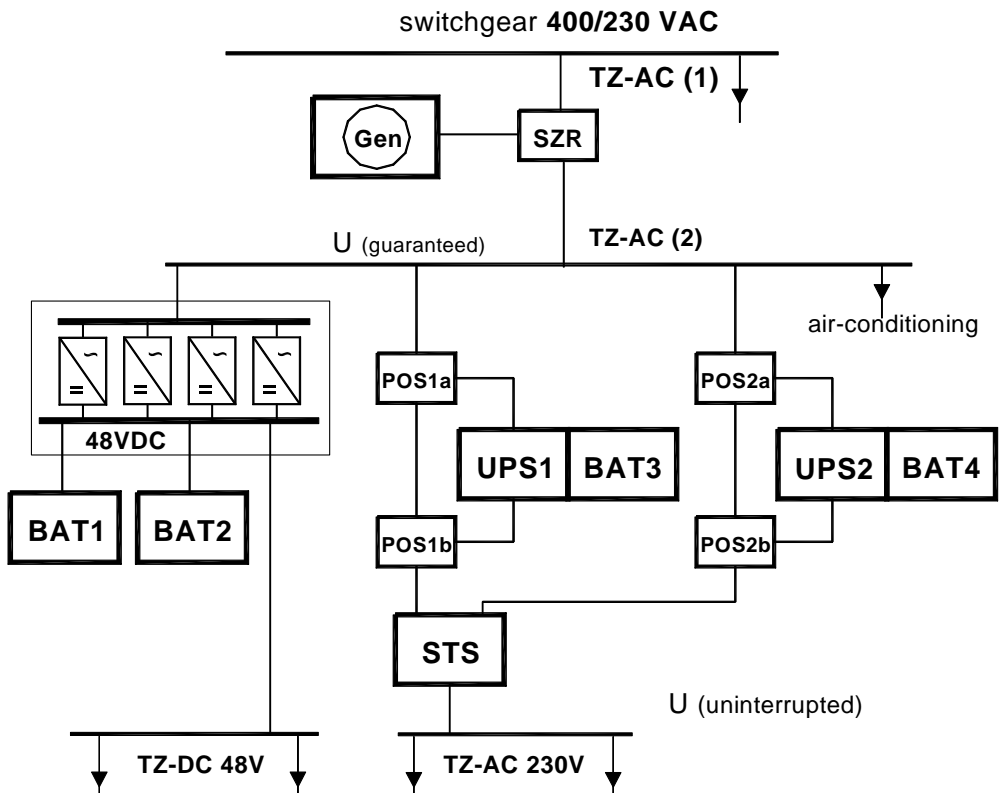 switchgear 400/230 VAC
TZ-AC (1)
Gen
SZR
U (guaranteed)
TZ-AC (2)
air-conditioning
POS1a
POS2a
48VDC
UPS1
BAT3
UPS2
BAT4
BAT1
BAT2
POS1b
POS2b
STS
U (uninterrupted)
TZ-DC 48V
TZ-AC 230V